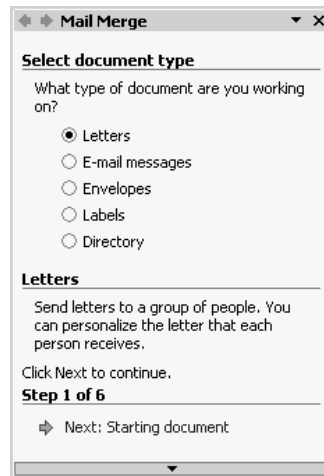 Mail Merge
Select document type
What type of document are you working
on?
Letters
E-mail messages
Envelopes
Labels
Directory
Letters
Send letters to a group of people. You
can personalize the letter that each
person receives.
Click Next to continue.
Step 1 of 6
Next: Starting document